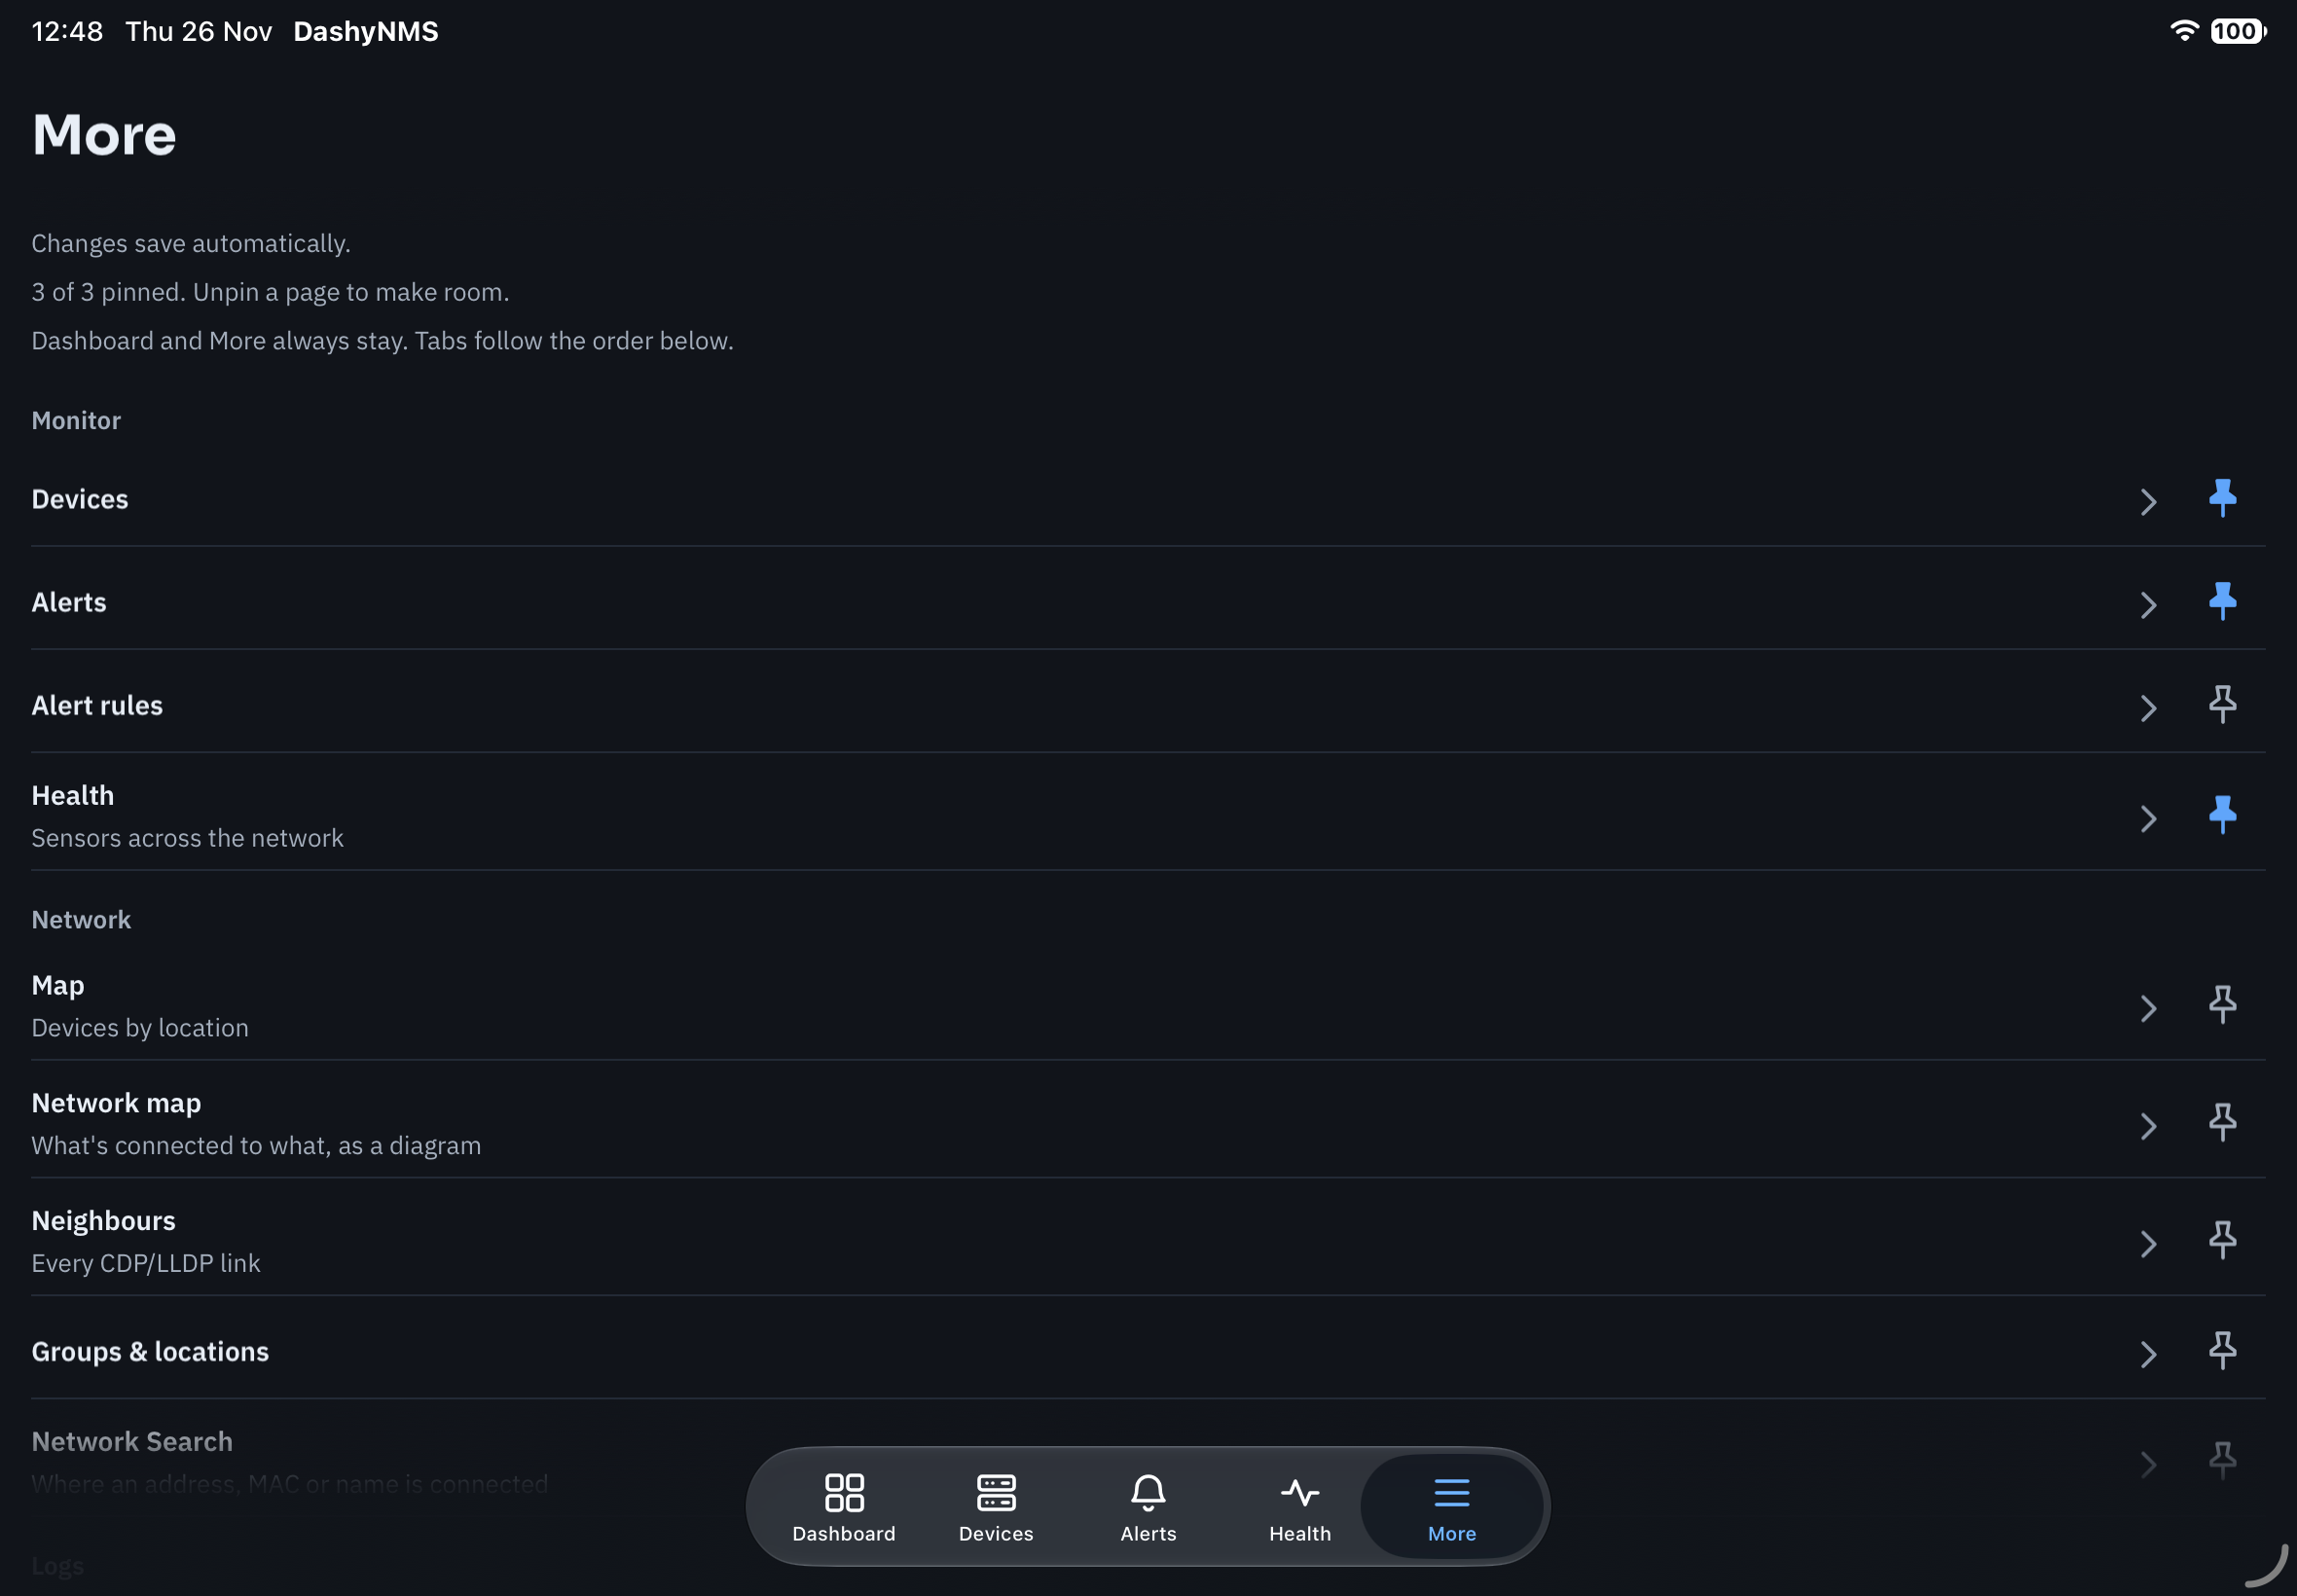 12:48 Thu 26 Nov DashyNMS 100
More
Changes save automatically.
3 of 3 pinned. Unpin a page to make room.
Dashboard and More always stay. Tabs follow the order below.
Monitor
Devices
Alerts
Alert rules
Health
Sensors across the network
Network
Map
Devices by location
Network map
What's connected to what, as a diagram
Neighbours
Every CDP/LLDP link
Groups & locations
Network Search
Where an address, MAC or name is connected
Logs
Dashboard Devices Alerts Health More